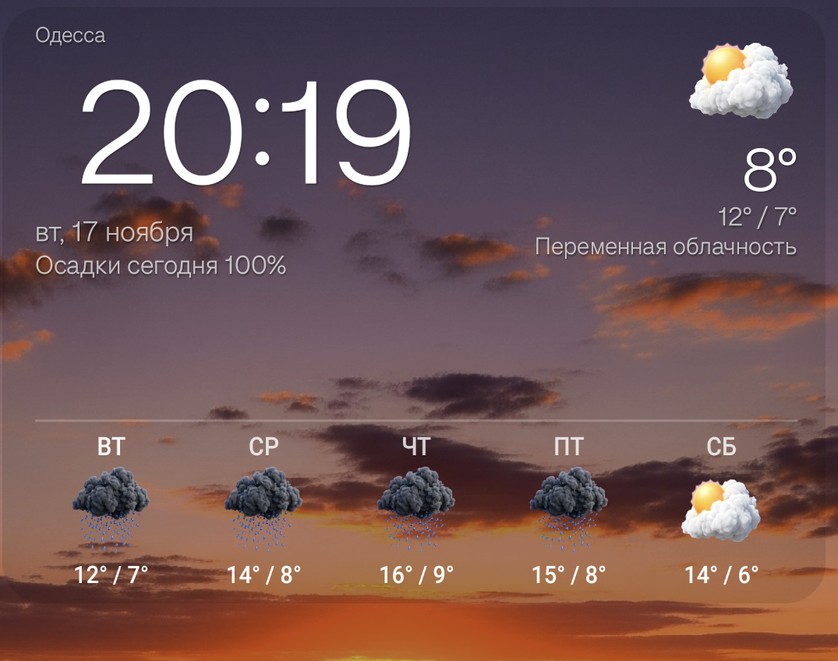 Одесса
20:19
8°
12° / 7°
вт, 17 ноября
Переменная облачность
Осадки сегодня 100%
ВТ СР ЧТ ПТ СБ
12° / 7° 14° / 8° 16° / 9° 15° / 8° 14° / 6°